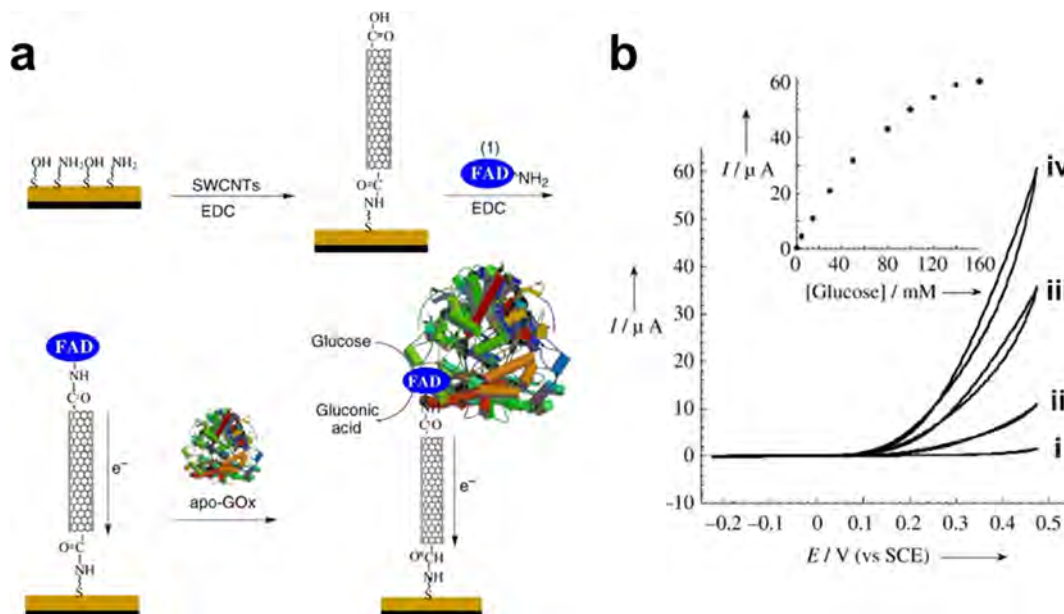 a
OH NH₂OH NH₂
S S S S
SWCNTs
EDC
OH
C=O
O=C
NH
S
(1)
FAD
NH₂
EDC
FAD
NH
C=O
e⁻
O=C
NH
S
apo-GOx
Glucose
FAD
Gluconic
acid
NH
C=O
e⁻
O=CH
NH
S
b
60
40
20
0
I / μ A
0 40 80 120 160
[Glucose] / mM
60
50
40
30
20
10
0
-10
I / μ A
iv
ii
i
−0.2 −0.1 0 0.1 0.2 0.3 0.4 0.5
E / V (vs SCE)